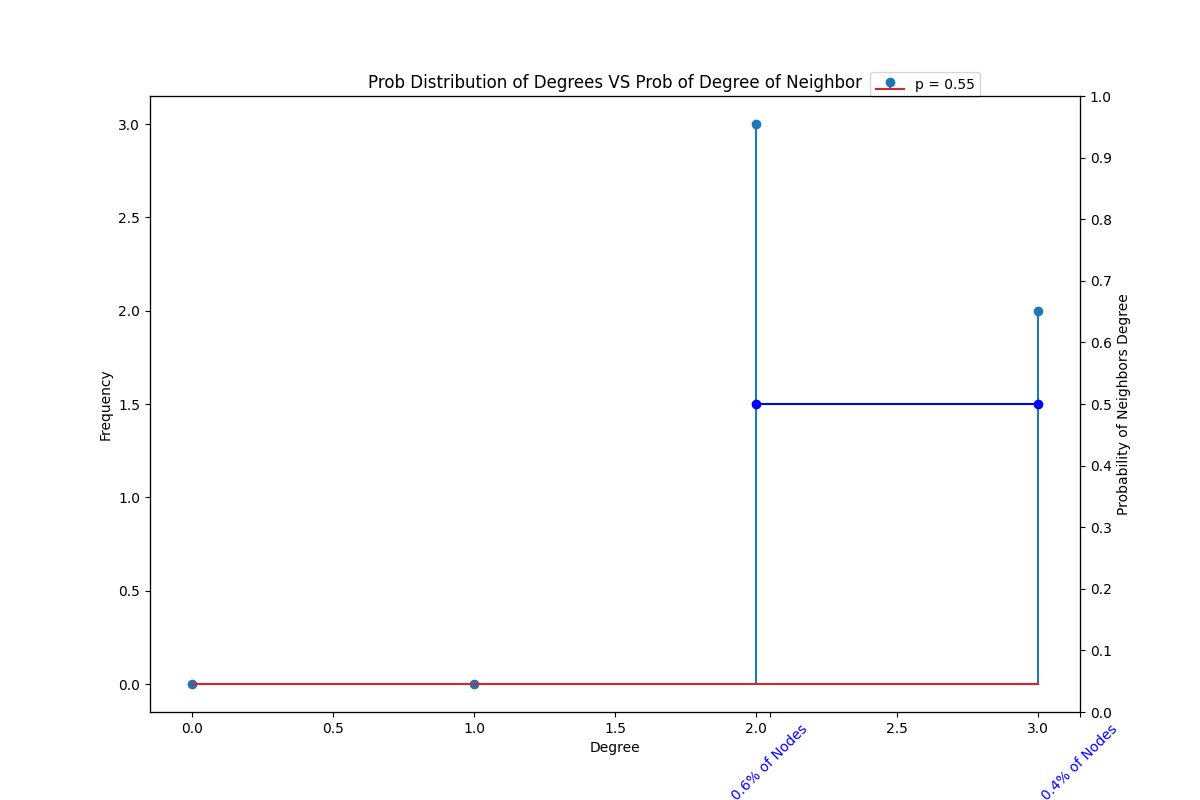 Prob Distribution of Degrees VS Prob of Degree of Neighbor
p = 0.55
3.0
2.5
2.0
1.5
1.0
0.5
0.0
Frequency
1.0
0.9
0.8
0.7
0.6
0.5
0.4
0.3
0.2
0.1
0.0
Probability of Neighbors Degree
0.0 0.5 1.0 1.5 2.0 2.5 3.0
Degree
0.6% of Nodes
0.4% of Nodes